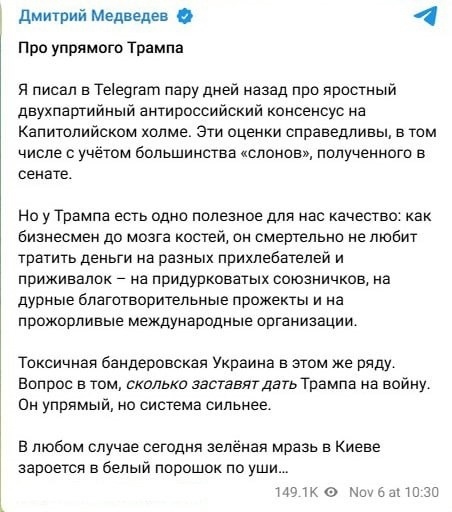 Дмитрий Медведев
Про упрямого Трампа
Я писал в Telegram пару дней назад про яростный
двухпартийный антироссийский консенсус на
Капитолийском холме. Эти оценки справедливы, в том
числе с учётом большинства «слонов», полученного в
сенате.
Но у Трампа есть одно полезное для нас качество: как
бизнесмен до мозга костей, он смертельно не любит
тратить деньги на разных прихлебателей и
приживалок – на придурковатых союзничков, на
дурные благотворительные прожекты и на
прожорливые международные организации.
Токсичная бандеровская Украина в этом же ряду.
Вопрос в том, сколько заставят дать Трампа на войну.
Он упрямый, но система сильнее.
В любом случае сегодня зелёная мразь в Киеве
зароется в белый порошок по уши…
149.1K Nov 6 at 10:30